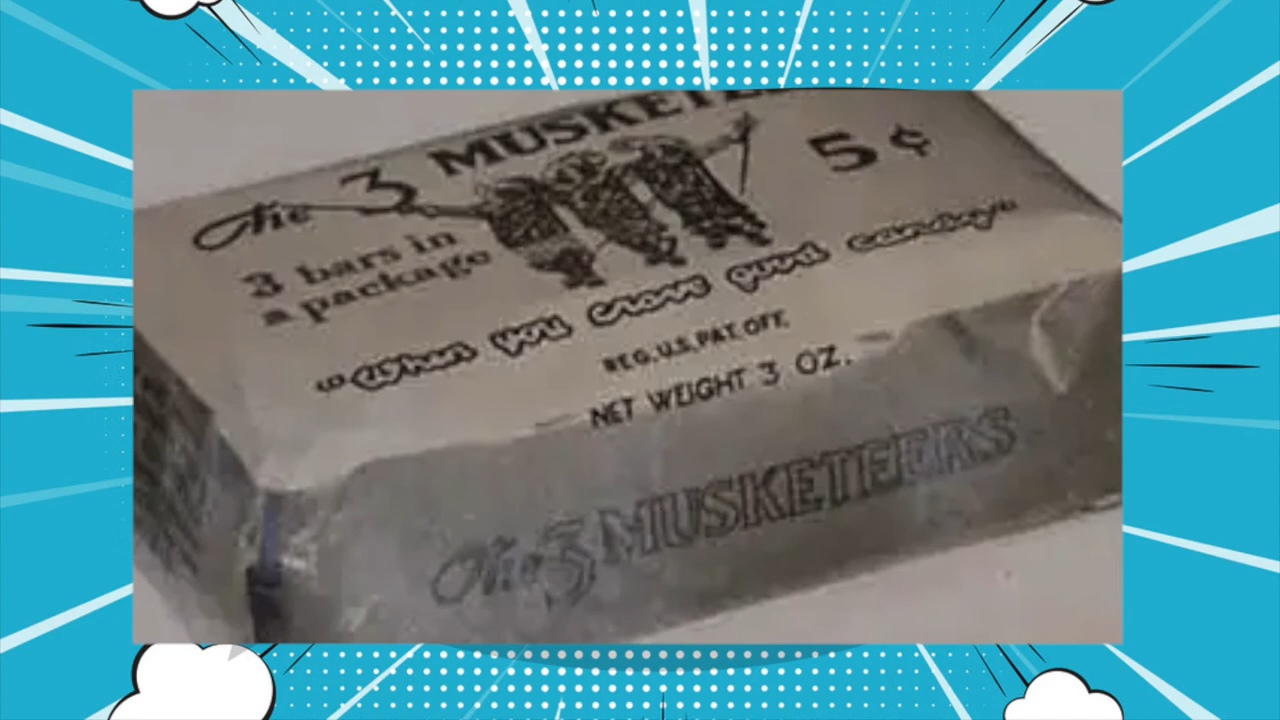 The 3 MUSKETEE
5¢
3 bars in
a package
"When you crave good candy"
REG. U.S. PAT. OFF.
NET WEIGHT 3 OZ.
The 3 MUSKETEERS